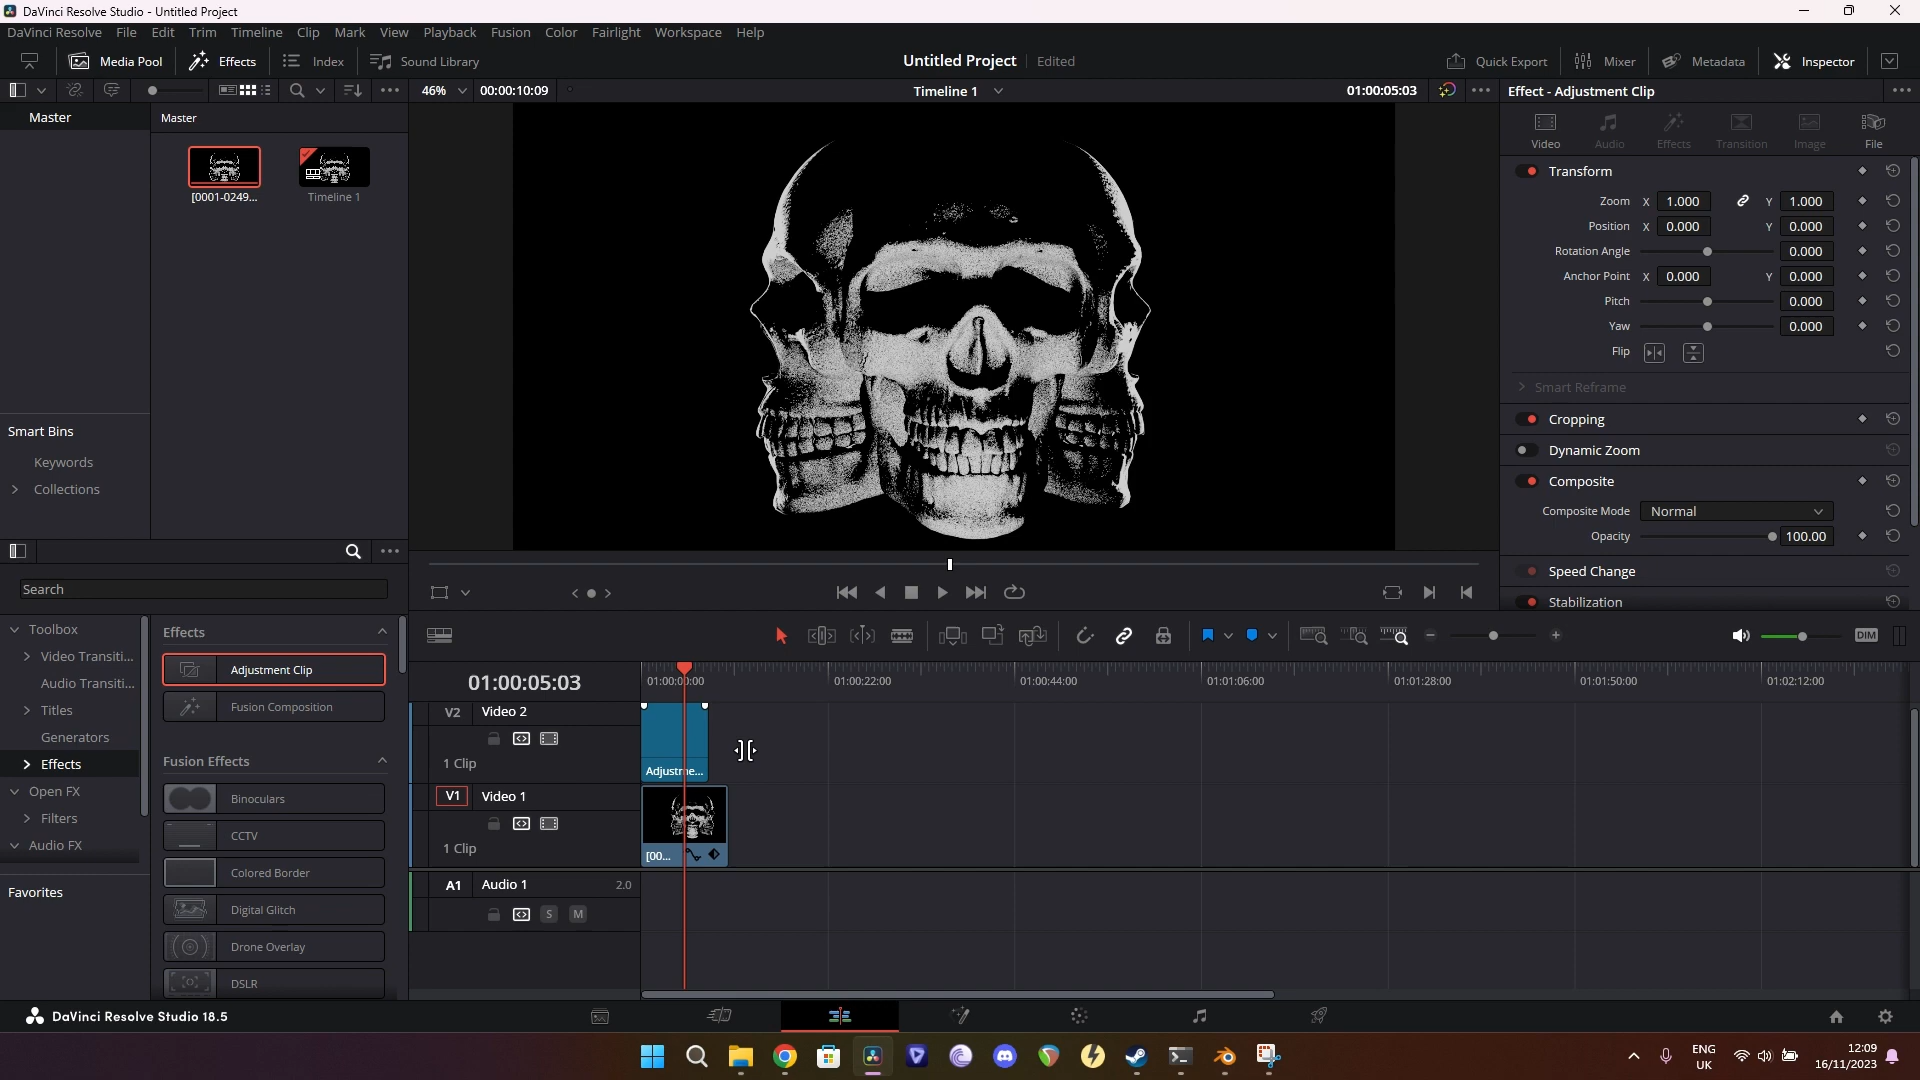 DaVinci Resolve Studio - Untitled Project
DaVinci Resolve File Edit Trim Timeline Clip Mark View Playback Fusion Color Fairlight Workspace Help
Media Pool Effects Index Sound Library Untitled Project Edited Quick Export Mixer Metadata Inspector
46% 00:00:10:09 Timeline 1 01:00:05:03 Effect - Adjustment Clip
Master Master
Video Audio Effects Transition Image File
[0001-0249... Timeline 1
Transform
Zoom X 1.000 Y 1.000
Position X 0.000 Y 0.000
Rotation Angle 0.000
Anchor Point X 0.000 Y 0.000
Pitch 0.000
Yaw 0.000
Flip
Smart Reframe
Cropping
Dynamic Zoom
Composite
Composite Mode Normal
Opacity 100.00
Speed Change
Stabilization
Smart Bins
Keywords
Collections
Search
Toolbox
Video Transiti...
Audio Transiti...
Titles
Generators
Effects
Open FX
Filters
Audio FX
Favorites
Effects
Adjustment Clip
Fusion Composition
Fusion Effects
Binoculars
CCTV
Colored Border
Digital Glitch
Drone Overlay
DSLR
DIM
01:00:05:03 01:00:00:00 01:00:22:00 01:00:44:00 01:01:06:00 01:01:28:00 01:01:50:00 01:02:12:00
V2 Video 2
1 Clip
Adjustme...
V1 Video 1
1 Clip
[00...
A1 Audio 1 2.0
S M
DaVinci Resolve Studio 18.5
ENG
UK
12:09
16/11/2023